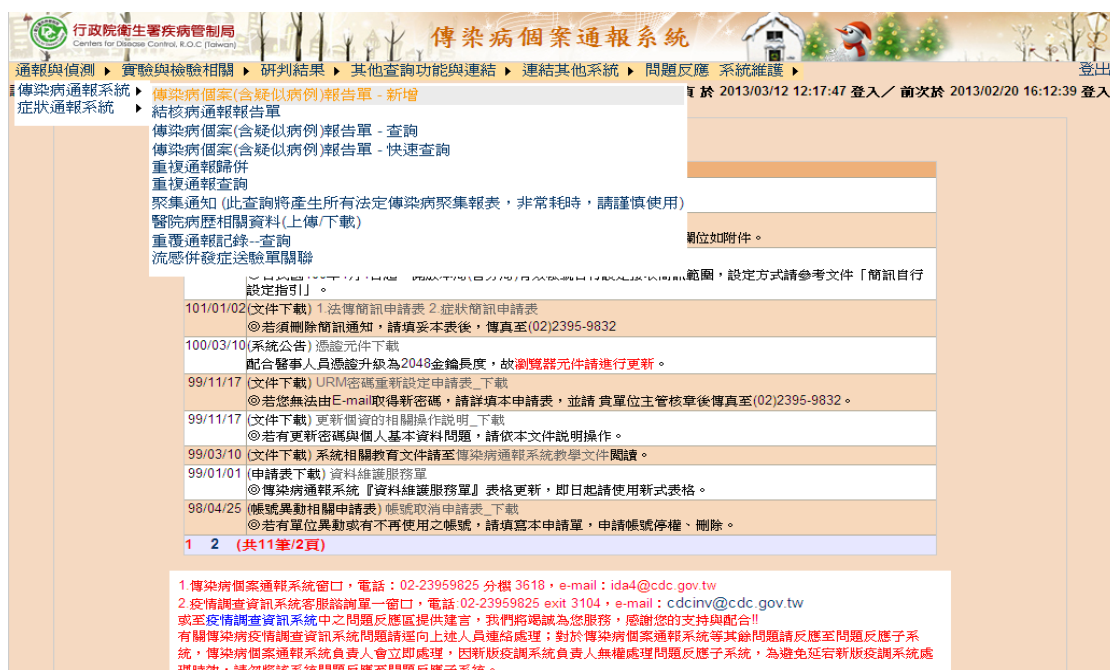 行政院衛生署疾病管制局
Centers for Disease Control, R.O.C (Taiwan)
傳染病個案通報系統
通報與偵測 實驗與檢驗相關 研判結果 其他查詢功能與連結 連結其他系統 問題反應 系統維護 登出
傳染病通報系統
症狀通報系統
於 2013/03/12 12:17:47 登入／ 前次於 2013/02/20 16:12:39 登入
傳染病個案(含疑似病例)報告單 - 新增
結核病通報報告單
傳染病個案(含疑似病例)報告單 - 查詢
傳染病個案(含疑似病例)報告單 - 快速查詢
重複通報歸併
重複通報查詢
聚集通知 (此查詢將產生所有法定傳染病聚集報表，非常耗時，請謹慎使用)
醫院病歷相關資料(上傳/下載)
重覆通報記錄--查詢
流感併發症送驗單關聯
欄位如附件。
範圍，設定方式請參考文件「簡訊自行
設定指引」。
101/01/02 (文件下載) 1.法傳簡訊申請表 2.症狀簡訊申請表
◎若須刪除簡訊通知，請填妥本表後，傳真至(02)2395-9832
100/03/10 (系統公告) 憑證元件下載
配合醫事人員憑證升級為2048金鑰長度，故瀏覽器元件請進行更新。
99/11/17 (文件下載) URM密碼重新設定申請表_下載
◎若您無法由E-mail取得新密碼，請詳填本申請表，並請 貴單位主管核章後傳真至(02)2395-9832。
99/11/17 (文件下載) 更新個資的相關操作說明_下載
◎若有更新密碼與個人基本資料問題，請依本文件說明操作。
99/03/10 (文件下載) 系統相關教育文件請至傳染病通報系統教學文件閱讀。
99/01/01 (申請表下載) 資料維護服務單
◎傳染病通報系統『資料維護服務單』表格更新，即日起請使用新式表格。
98/04/25 (帳號異動相關申請表) 帳號取消申請表_下載
◎若有單位異動或有不再使用之帳號，請填寫本申請單，申請帳號停權、刪除。
1 2 (共11筆/2頁)
1.傳染病個案通報系統窗口，電話：02-23959825 分機 3618，e-mail：ida4@cdc.gov.tw
2.疫情調查資訊系統客服諮詢單一窗口，電話:02-23959825 exit 3104，e-mail：cdcinv@cdc.gov.tw
或至疫情調查資訊系統中之問題反應區提供建言，我們將竭誠為您服務，感謝您的支持與配合!!
有關傳染病疫情調查資訊系統問題請逕向上述人員連絡處理；對於傳染病個案通報系統等其餘問題請反應至問題反應子系
統，傳染病個案通報系統負責人會立即處理，因新版疫調系統負責人無權處理問題反應子系統，為避免延宕新版疫調系統處